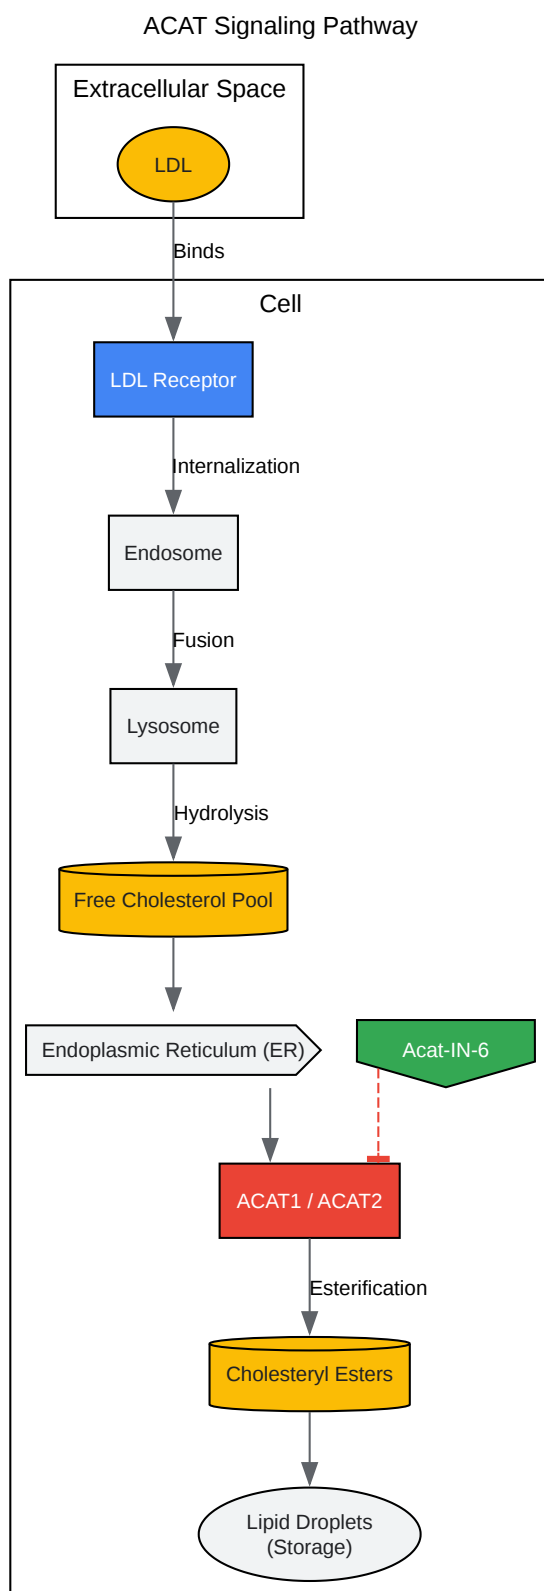 ACAT Signaling Pathway
Extracellular Space
LDL
Binds
Cell
LDL Receptor
Internalization
Endosome
Fusion
Lysosome
Hydrolysis
Free Cholesterol Pool
Endoplasmic Reticulum (ER)
Acat-IN-6
ACAT1 / ACAT2
Esterification
Cholesteryl Esters
Lipid Droplets
(Storage)